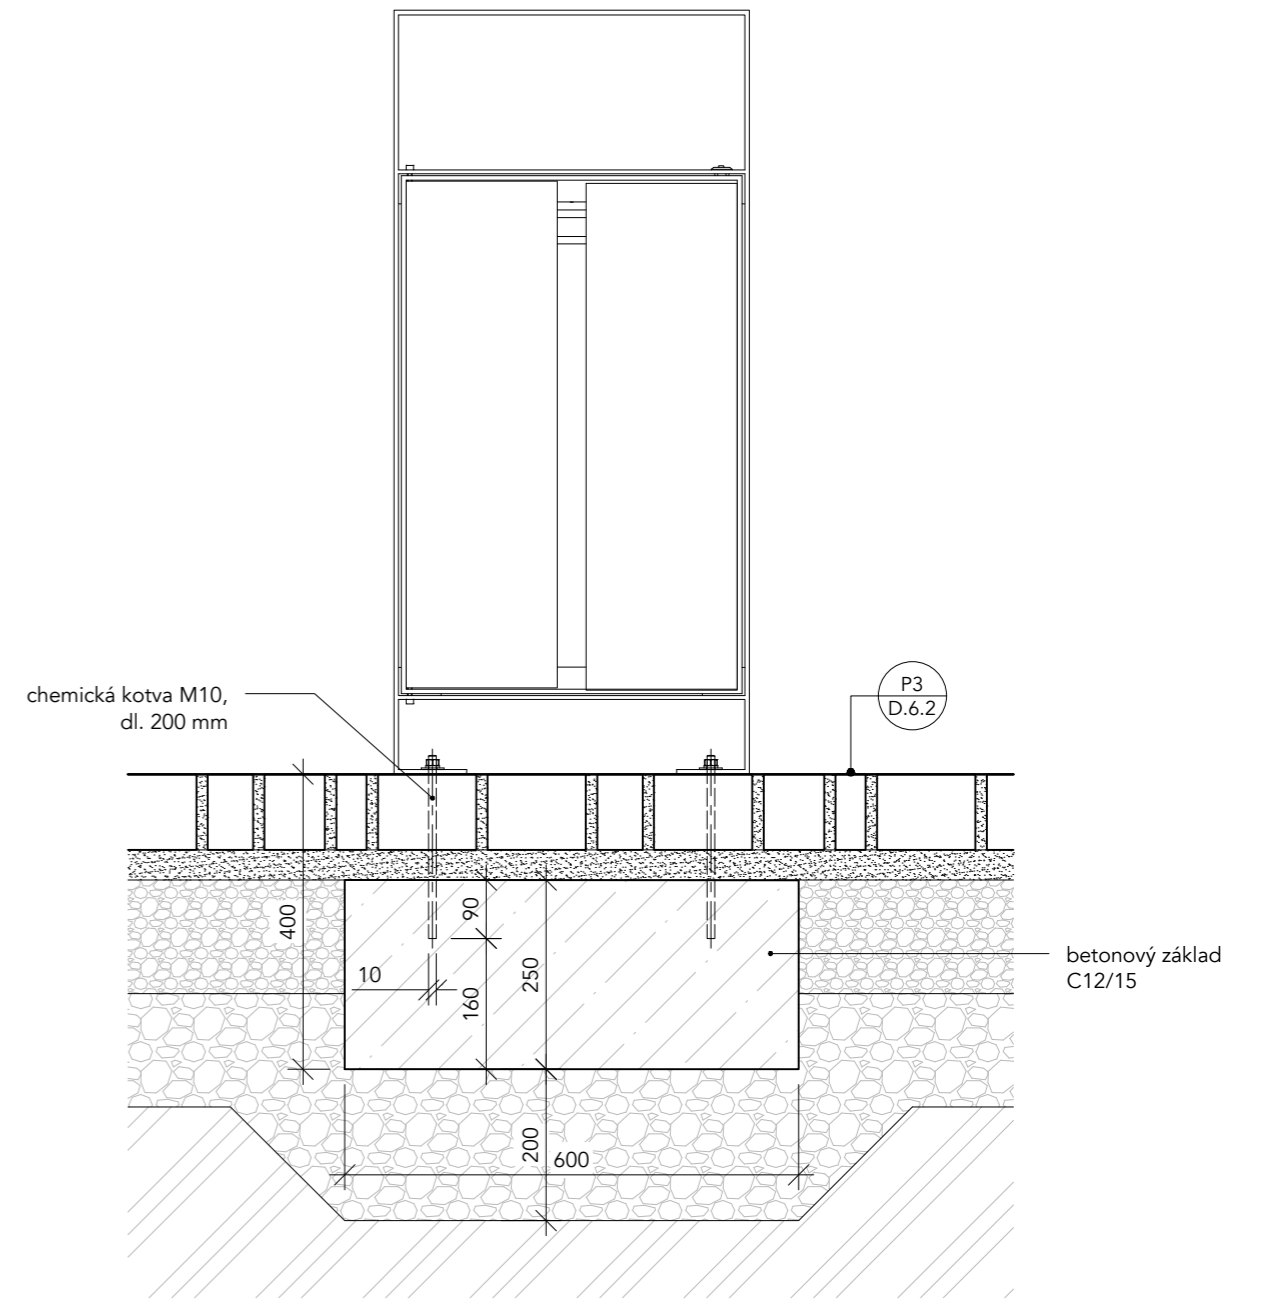 chemická kotva M10,
dl. 200 mm
P3
D.6.2
400
90
250
10
160
betonový základ
C12/15
200
600